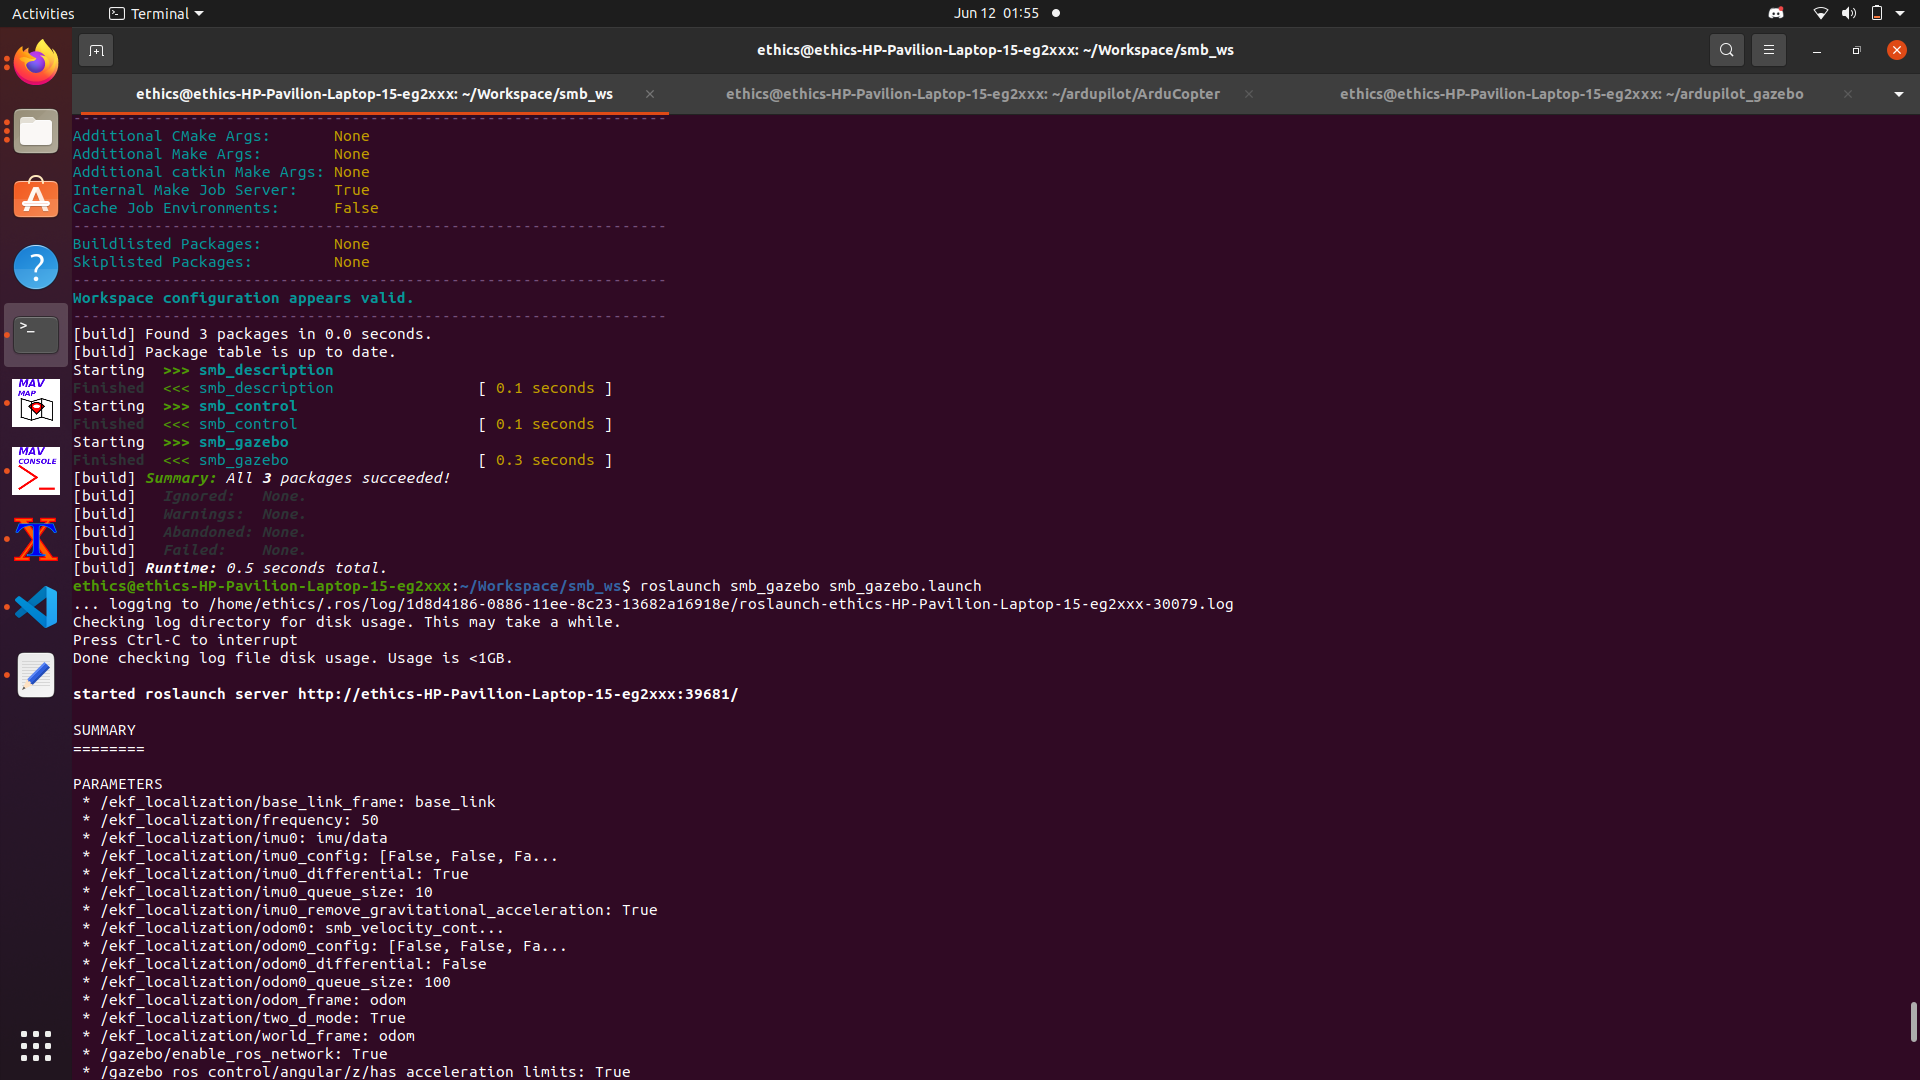 Activities
Terminal
Jun 12 01:55
ethics@ethics-HP-Pavilion-Laptop-15-eg2xxx: ~/Workspace/smb_ws
ethics@ethics-HP-Pavilion-Laptop-15-eg2xxx: ~/Workspace/smb_ws
ethics@ethics-HP-Pavilion-Laptop-15-eg2xxx: ~/ardupilot/ArduCopter
ethics@ethics-HP-Pavilion-Laptop-15-eg2xxx: ~/ardupilot_gazebo
------------------------------------------------------------------
Additional CMake Args:       None
Additional Make Args:        None
Additional catkin Make Args: None
Internal Make Job Server:    True
Cache Job Environments:      False
------------------------------------------------------------------
Buildlisted Packages:        None
Skiplisted Packages:         None
------------------------------------------------------------------
Workspace configuration appears valid.
------------------------------------------------------------------
[build] Found 3 packages in 0.0 seconds.
[build] Package table is up to date.
Starting  >>> smb_description
Finished  <<< smb_description                [ 0.1 seconds ]
Starting  >>> smb_control
Finished  <<< smb_control                    [ 0.1 seconds ]
Starting  >>> smb_gazebo
Finished  <<< smb_gazebo                     [ 0.3 seconds ]
[build] Summary: All 3 packages succeeded!
[build]   Ignored:   None.
[build]   Warnings:  None.
[build]   Abandoned: None.
[build]   Failed:    None.
[build] Runtime: 0.5 seconds total.
ethics@ethics-HP-Pavilion-Laptop-15-eg2xxx:~/Workspace/smb_ws$ roslaunch smb_gazebo smb_gazebo.launch
... logging to /home/ethics/.ros/log/1d8d4186-0886-11ee-8c23-13682a16918e/roslaunch-ethics-HP-Pavilion-Laptop-15-eg2xxx-30079.log
Checking log directory for disk usage. This may take a while.
Press Ctrl-C to interrupt
Done checking log file disk usage. Usage is <1GB.
started roslaunch server http://ethics-HP-Pavilion-Laptop-15-eg2xxx:39681/
SUMMARY
========
PARAMETERS
 * /ekf_localization/base_link_frame: base_link
 * /ekf_localization/frequency: 50
 * /ekf_localization/imu0: imu/data
 * /ekf_localization/imu0_config: [False, False, Fa...
 * /ekf_localization/imu0_differential: True
 * /ekf_localization/imu0_queue_size: 10
 * /ekf_localization/imu0_remove_gravitational_acceleration: True
 * /ekf_localization/odom0: smb_velocity_cont...
 * /ekf_localization/odom0_config: [False, False, Fa...
 * /ekf_localization/odom0_differential: False
 * /ekf_localization/odom0_queue_size: 100
 * /ekf_localization/odom_frame: odom
 * /ekf_localization/two_d_mode: True
 * /ekf_localization/world_frame: odom
 * /gazebo/enable_ros_network: True
 * /gazebo_ros_control/angular/z/has_acceleration_limits: True
MAV
MAP
MAV
CONSOLE